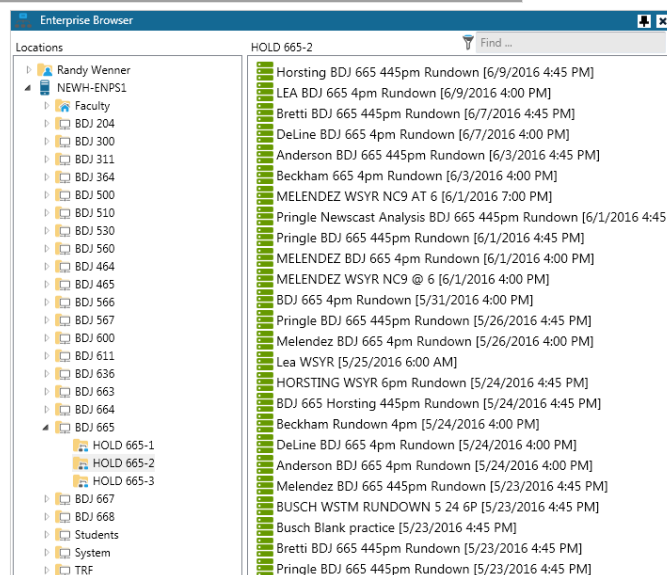 Enterprise Browser
Locations
Randy Wenner
NEWH-ENPS1
Faculty
BDJ 204
BDJ 300
BDJ 311
BDJ 364
BDJ 500
BDJ 510
BDJ 530
BDJ 560
BDJ 464
BDJ 465
BDJ 566
BDJ 567
BDJ 600
BDJ 611
BDJ 636
BDJ 663
BDJ 664
BDJ 665
HOLD 665-1
HOLD 665-2
HOLD 665-3
BDJ 667
BDJ 668
Students
System
TRF
HOLD 665-2
Find ...
Horsting BDJ 665 445pm Rundown [6/9/2016 4:45 PM]
LEA BDJ 665 4pm Rundown [6/9/2016 4:00 PM]
Bretti BDJ 665 445pm Rundown [6/7/2016 4:45 PM]
DeLine BDJ 665 4pm Rundown [6/7/2016 4:00 PM]
Anderson BDJ 665 445pm Rundown [6/3/2016 4:45 PM]
Beckham 665 4pm Rundown [6/3/2016 4:00 PM]
MELENDEZ WSYR NC9 AT 6 [6/1/2016 7:00 PM]
Pringle Newscast Analysis BDJ 665 445pm Rundown [6/1/2016 4:45
Pringle BDJ 665 445pm Rundown [6/1/2016 4:45 PM]
MELENDEZ BDJ 665 4pm Rundown [6/1/2016 4:00 PM]
MELENDEZ WSYR NC9 @ 6 [6/1/2016 4:00 PM]
BDJ 665 4pm Rundown [5/31/2016 4:00 PM]
Pringle BDJ 665 445pm Rundown [5/26/2016 4:45 PM]
Melendez BDJ 665 4pm Rundown [5/26/2016 4:00 PM]
Lea WSYR [5/25/2016 6:00 AM]
HORSTING WSYR 6pm Rundown [5/24/2016 4:45 PM]
BDJ 665 Horsting 445pm Rundown [5/24/2016 4:45 PM]
Beckham Rundown 4pm [5/24/2016 4:00 PM]
DeLine BDJ 665 4pm Rundown [5/24/2016 4:00 PM]
Anderson BDJ 665 4pm Rundown [5/24/2016 4:00 PM]
Melendez BDJ 665 445pm Rundown [5/23/2016 4:45 PM]
BUSCH WSTM RUNDOWN 5 24 6P [5/23/2016 4:45 PM]
Busch Blank practice [5/23/2016 4:45 PM]
Bretti BDJ 665 445pm Rundown [5/23/2016 4:45 PM]
Pringle BDJ 665 445pm Rundown [5/23/2016 4:45 PM]